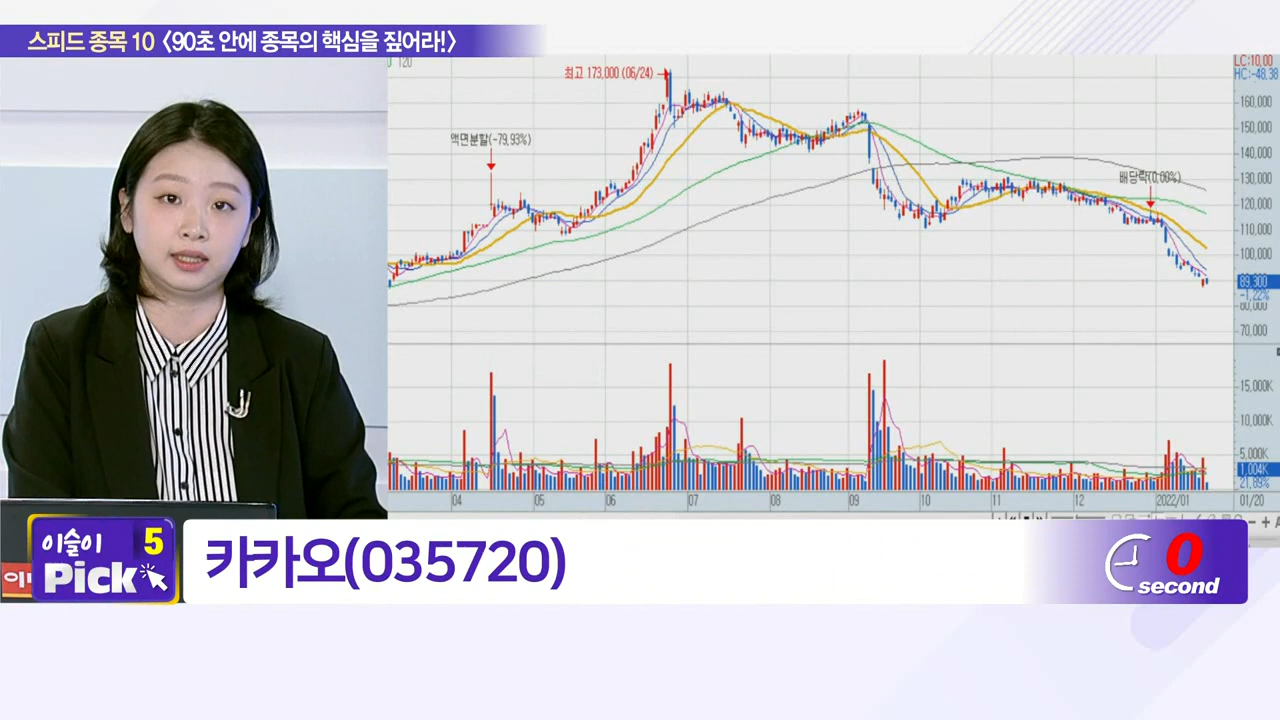 스피드 종목 10 〈90초 안에 종목의 핵심을 짚어라!〉
120
LC:10,00
HC:-48,38
최고 173,000 (06/24)
160,000
액면분할(-79,93%)
150,000
140,000
배당락(0,00%)
130,000
120,000
110,000
100,000
89,300
-1,22%
80,000
70,000
15,000K
10,000K
5,000K
1,004K
21,89%
04 05 06 07 08 09 10 11 12 2022/01 01/20
이슬이 5
Pick
카카오(035720)
0
second